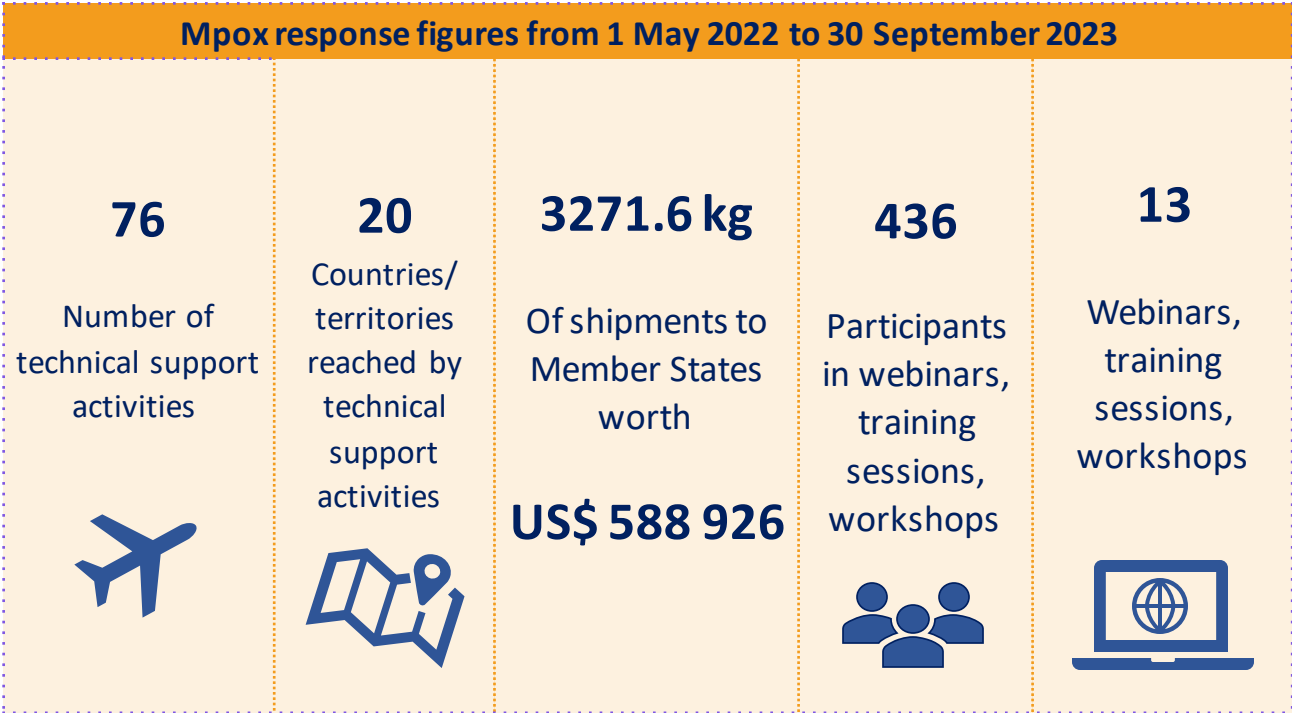 Mpox response figures from 1 May 2022 to 30 September 2023
76
Number of
technical support
activities
20
Countries/
territories
reached by
technical
support
activities
3271.6 kg
Of shipments to
Member States
worth
US$ 588 926
436
Participants
in webinars,
training
sessions,
workshops
13
Webinars,
training
sessions,
workshops